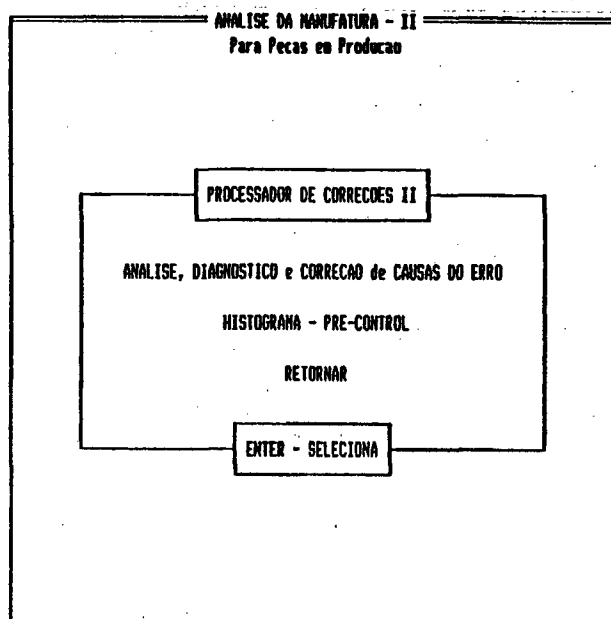 ANALISE DA MANUFATURA - II
Para Pecas em Producao
PROCESSADOR DE CORRECOES II
ANALISE, DIAGNOSTICO e CORRECAO de CAUSAS DO ERRO
HISTOGRAMA - PRE-CONTROL
RETORNAR
ENTER - SELECIONA